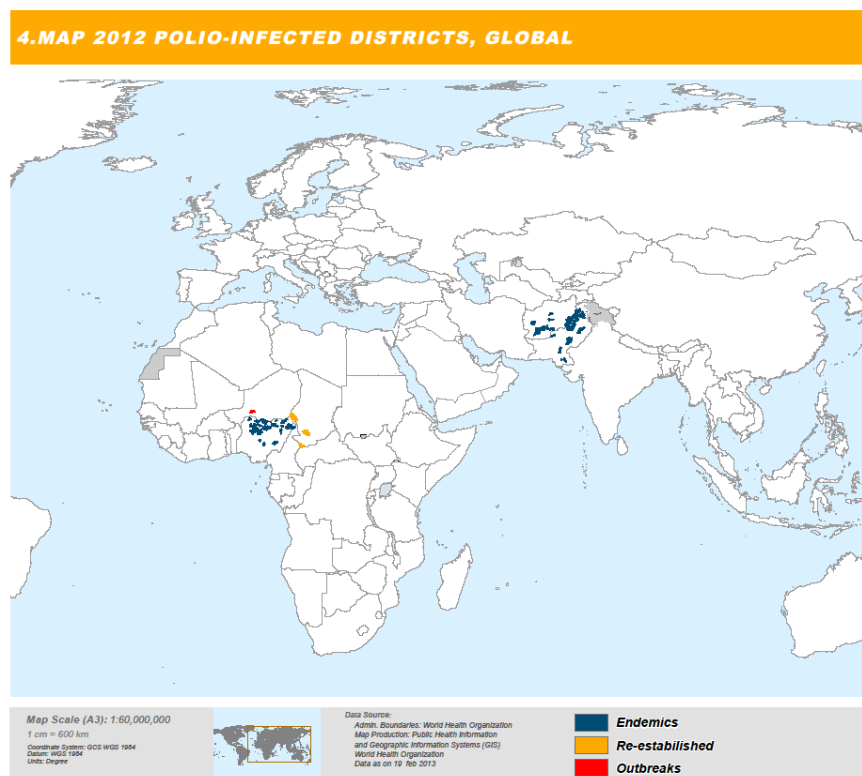 4.MAP 2012 POLIO-INFECTED DISTRICTS, GLOBAL
Map Scale (A3): 1:60,000,000
1 cm = 600 km
Coordinate System: GCS WGS 1984
Datum: WGS 1984
Units: Degree
Data Source:
Admin. Boundaries: World Health Organization
Map Production: Public Health Information
and Geographic Information Systems (GIS)
World Health Organization
Data as on 19 feb 2013
Endemics
Re-established
Outbreaks